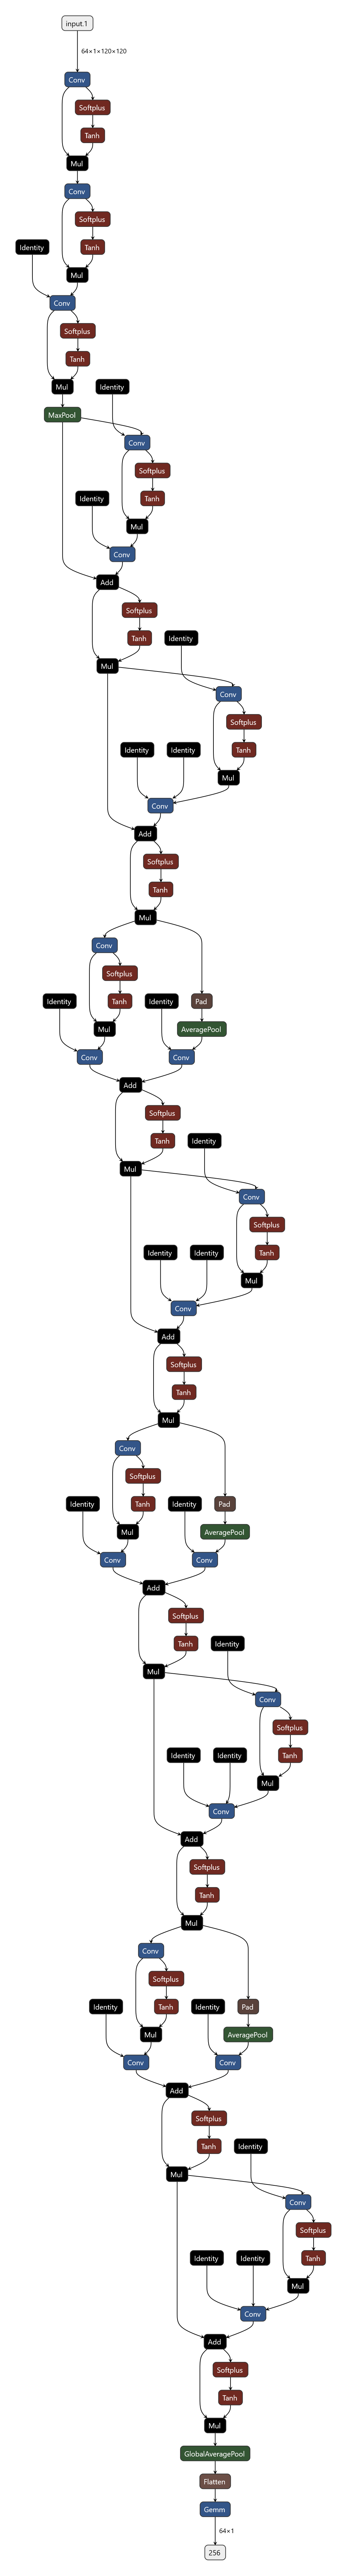 input.1
64×1×120×120
Conv
Softplus
Tanh
Mul
Conv
Softplus
Identity Tanh
Mul
Conv
Softplus
Tanh
Mul Identity
MaxPool
Conv
Softplus
Identity Tanh
Mul
Conv
Add
Softplus
Tanh Identity
Mul
Conv
Softplus
Identity Identity Tanh
Mul
Conv
Add
Softplus
Tanh
Mul
Conv
Softplus
Identity Tanh Identity Pad
Mul AveragePool
Conv Conv
Add
Softplus
Tanh Identity
Mul
Conv
Softplus
Identity Identity Tanh
Mul
Conv
Add
Softplus
Tanh
Mul
Conv
Softplus
Identity Tanh Identity Pad
Mul AveragePool
Conv Conv
Add
Softplus
Tanh Identity
Mul
Conv
Softplus
Identity Identity Tanh
Mul
Conv
Add
Softplus
Tanh
Mul
Conv
Softplus
Identity Tanh Identity Pad
Mul AveragePool
Conv Conv
Add
Softplus
Tanh Identity
Mul
Conv
Softplus
Identity Identity Tanh
Mul
Conv
Add
Softplus
Tanh
Mul
GlobalAveragePool
Flatten
Gemm
64×1
256